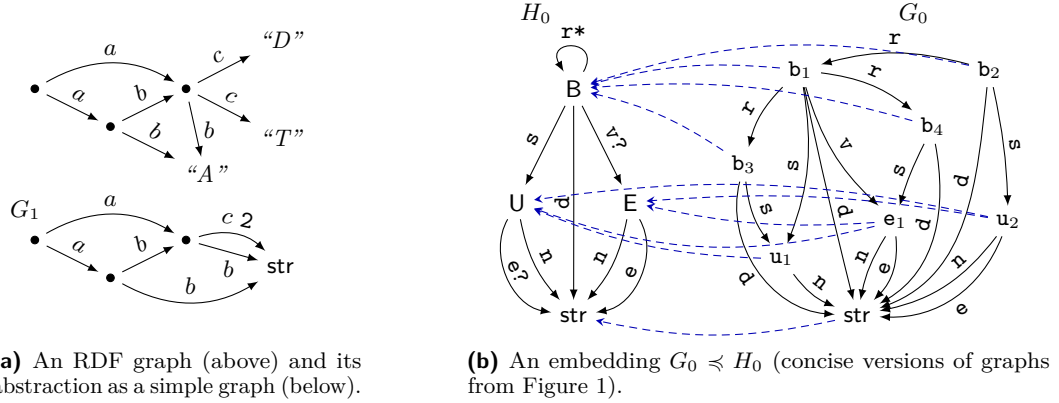 a
a
b
b
b
c
c
“D”
“T”
“A”
G1
a
a
b
b
b
c 2
str
H0
r*
B
s
d
v?
U
E
e?
n
n
e
str
G0
r
b1
b2
r
r
b4
b3
v
s
s
s
d
d
d
d
s
e1
u2
u1
n
n
e
n
e
str
a) An RDF graph (above) and its
abstraction as a simple graph (below).
(b) An embedding G0 ≼ H0 (concise versions of graphs
from Figure 1).